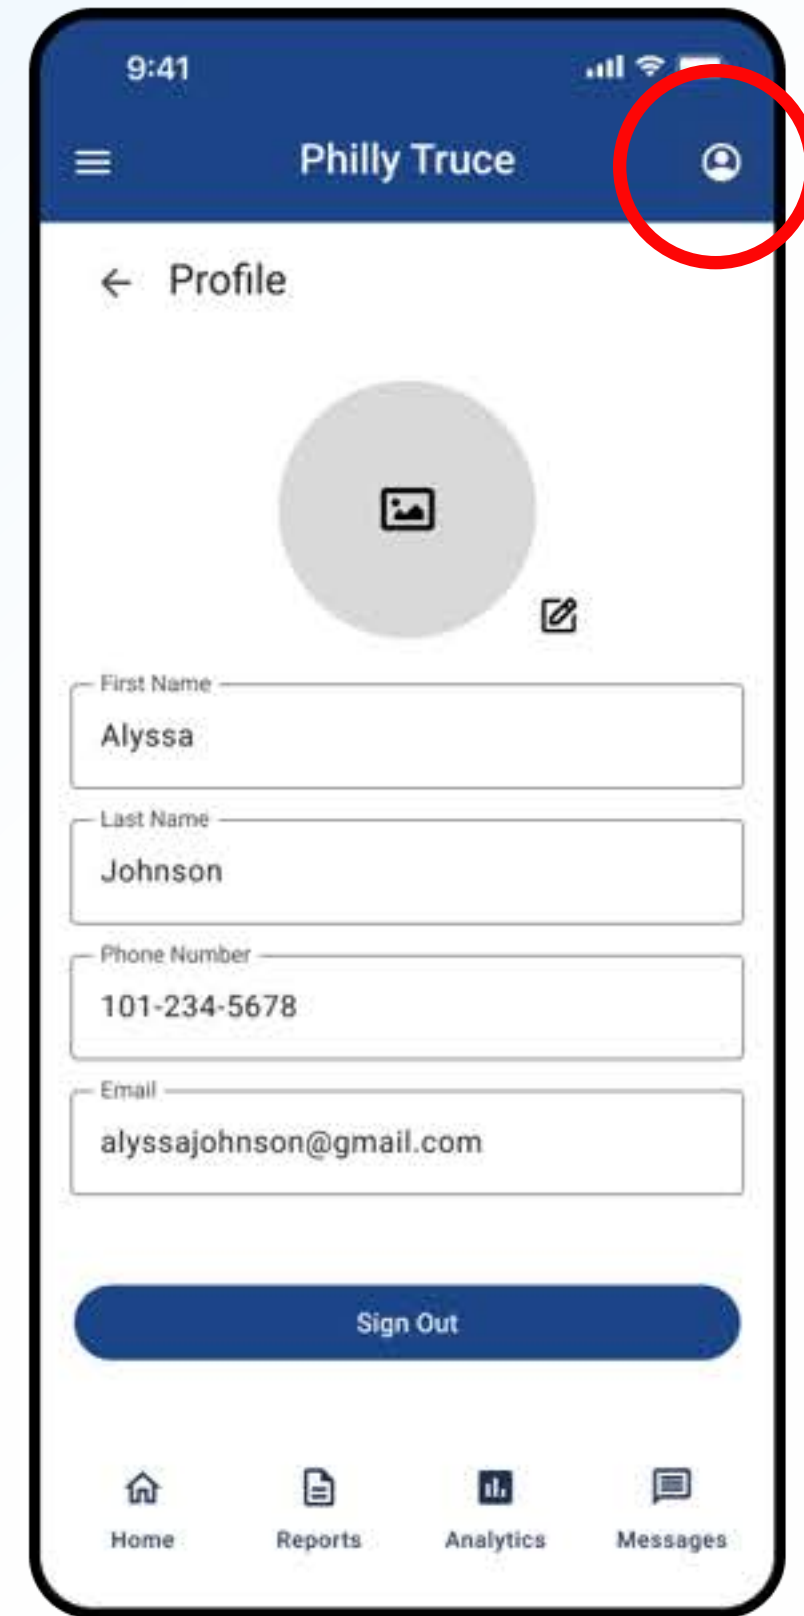 9:41
Philly Truce
Profile
First Name
Alyssa
Last Name
Johnson
Phone Number
101-234-5678
Email
alyssajohnson@gmail.com
Sign Out
Home Reports Analytics Messages